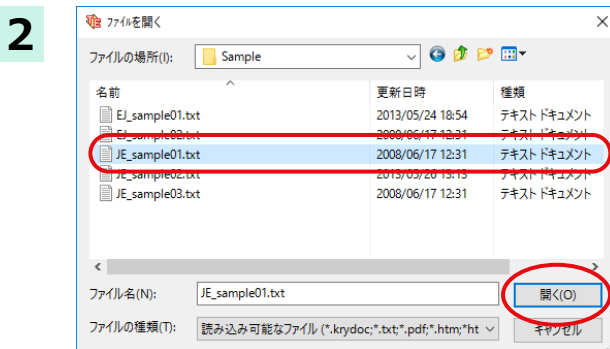 2
ファイルを開く
ファイルの場所(I): Sample
名前 更新日時 種類
EJ_sample01.txt 2013/05/24 18:54 テキスト ドキュメント
EJ_sample02.txt 2008/06/17 12:31 テキスト ドキュメント
JE_sample01.txt 2008/06/17 12:31 テキスト ドキュメント
JE_sample02.txt テキスト ドキュメント
JE_sample03.txt 2008/06/17 12:31 テキスト ドキュメント
ファイル名(N): JE_sample01.txt 開く(O)
ファイルの種類(T): 読み込み可能なファイル (*.krydoc;*.txt;*.pdf;*.htm;*ht キャンセル